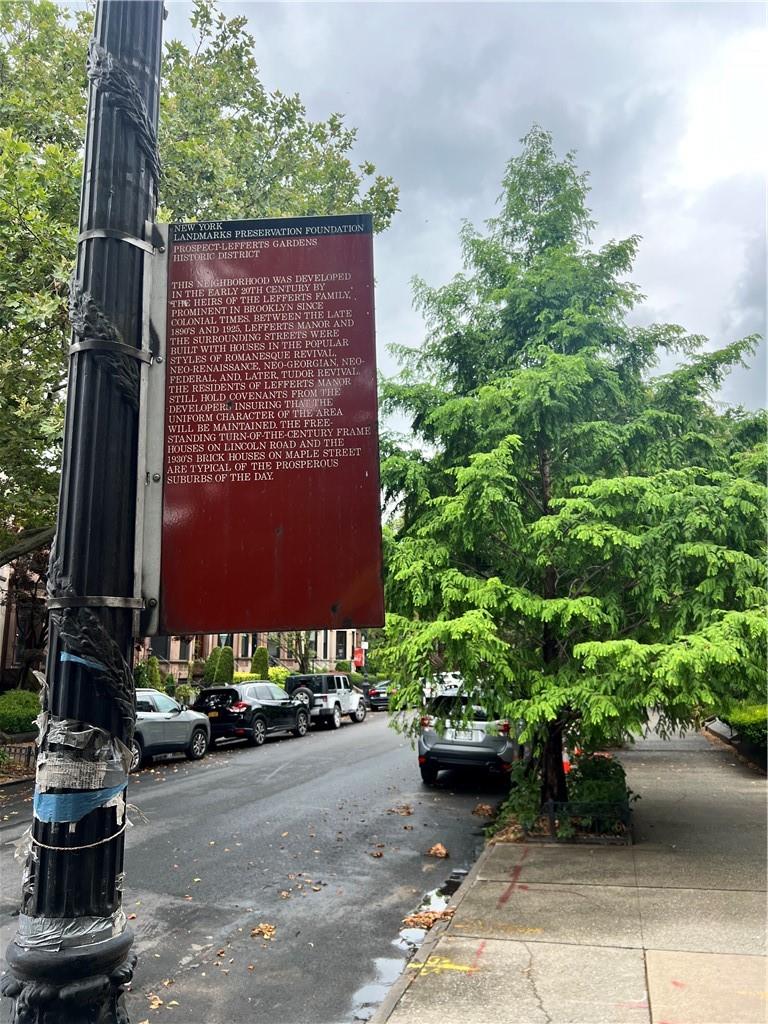 NEW YORK
LANDMARKS PRESERVATION FOUNDATION
PROSPECT-LEFFERTS GARDENS
HISTORIC DISTRICT
THIS NEIGHBORHOOD WAS DEVELOPED
IN THE EARLY 20TH CENTURY BY
THE HEIRS OF THE LEFFERTS FAMILY,
PROMINENT IN BROOKLYN SINCE
COLONIAL TIMES. BETWEEN THE LATE
1890'S AND 1925, LEFFERTS MANOR AND
THE SURROUNDING STREETS WERE
BUILT WITH HOUSES IN THE POPULAR
STYLES OF ROMANESQUE REVIVAL,
NEO-RENAISSANCE, NEO-GEORGIAN, NEO-
FEDERAL, AND, LATER, TUDOR REVIVAL.
THE RESIDENTS OF LEFFERTS MANOR
STILL HOLD COVENANTS FROM THE
DEVELOPERS INSURING THAT THE
UNIFORM CHARACTER OF THE AREA
WILL BE MAINTAINED. THE FREE-
STANDING TURN-OF-THE-CENTURY FRAME
HOUSES ON LINCOLN ROAD AND THE
1930'S BRICK HOUSES ON MAPLE STREET
ARE TYPICAL OF THE PROSPEROUS
SUBURBS OF THE DAY.